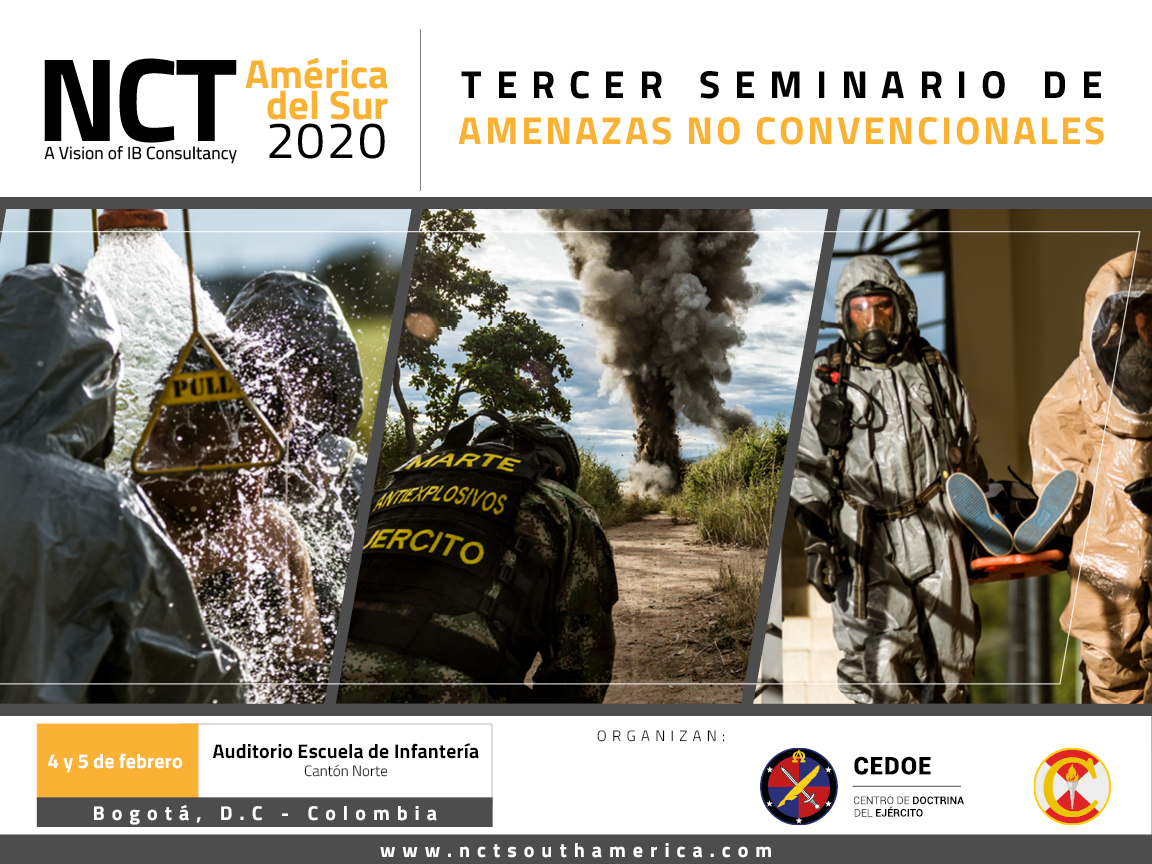 NCT
América
del Sur
2020
A Vision of IB Consultancy
TERCER SEMINARIO DE
AMENAZAS NO CONVENCIONALES
PULL
MARTE
ANTIEXPLOSIVOS
JERCITO
4 y 5 de febrero
Auditorio Escuela de Infantería
Cantón Norte
Bogotá, D.C - Colombia
ORGANIZAN:
CEDOE
CENTRO DE DOCTRINA
DEL EJÉRCITO
C
www.nctsouthamerica.com